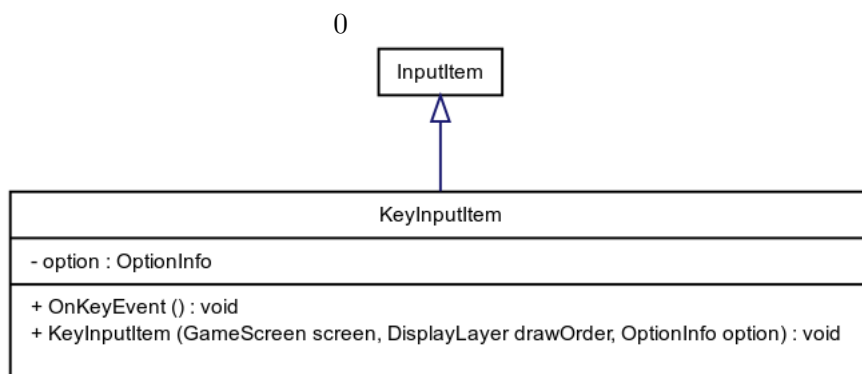 0
InputItem
KeyInputItem
- option : OptionInfo
+ OnKeyEvent () : void
+ KeyInputItem (GameScreen screen, DisplayLayer drawOrder, OptionInfo option) : void